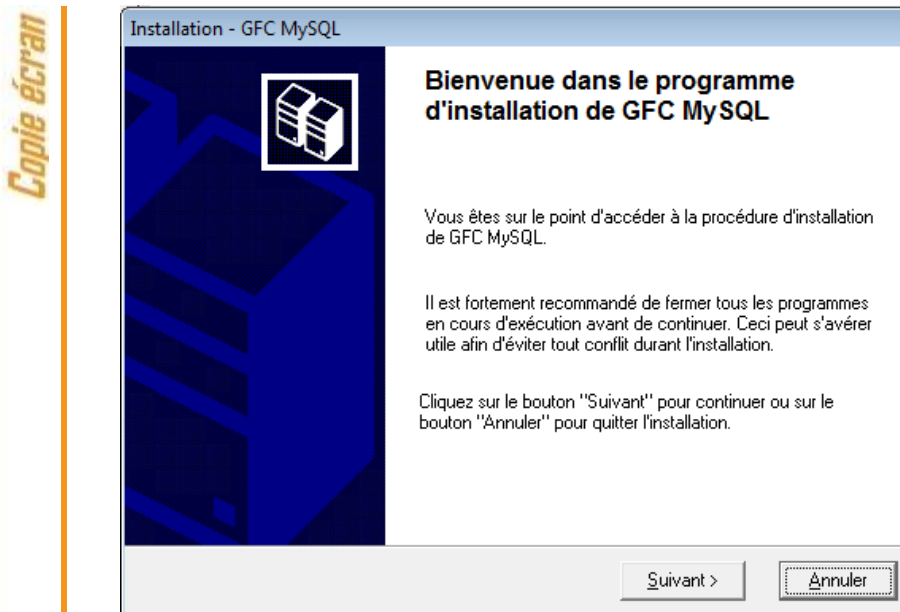 Copie écran
Installation - GFC MySQL
Bienvenue dans le programme
d'installation de GFC MySQL
Vous êtes sur le point d'accéder à la procédure d'installation
de GFC MySQL.
Il est fortement recommandé de fermer tous les programmes
en cours d'exécution avant de continuer. Ceci peut s'avérer
utile afin d'éviter tout conflit durant l'installation.
Cliquez sur le bouton "Suivant" pour continuer ou sur le
bouton "Annuler" pour quitter l'installation.
Suivant >
Annuler